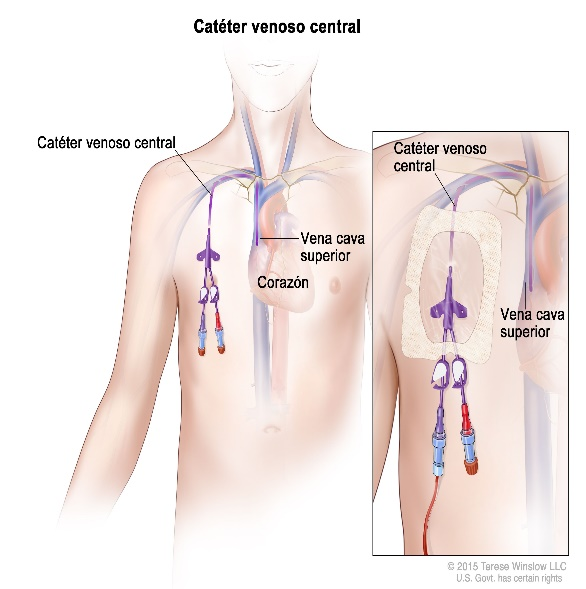 Catéter venoso central
Catéter venoso central
Vena cava
superior
Corazón
Catéter venoso
central
Vena cava
superior
© 2015 Terese Winslow LLC
U.S. Govt. has certain rights